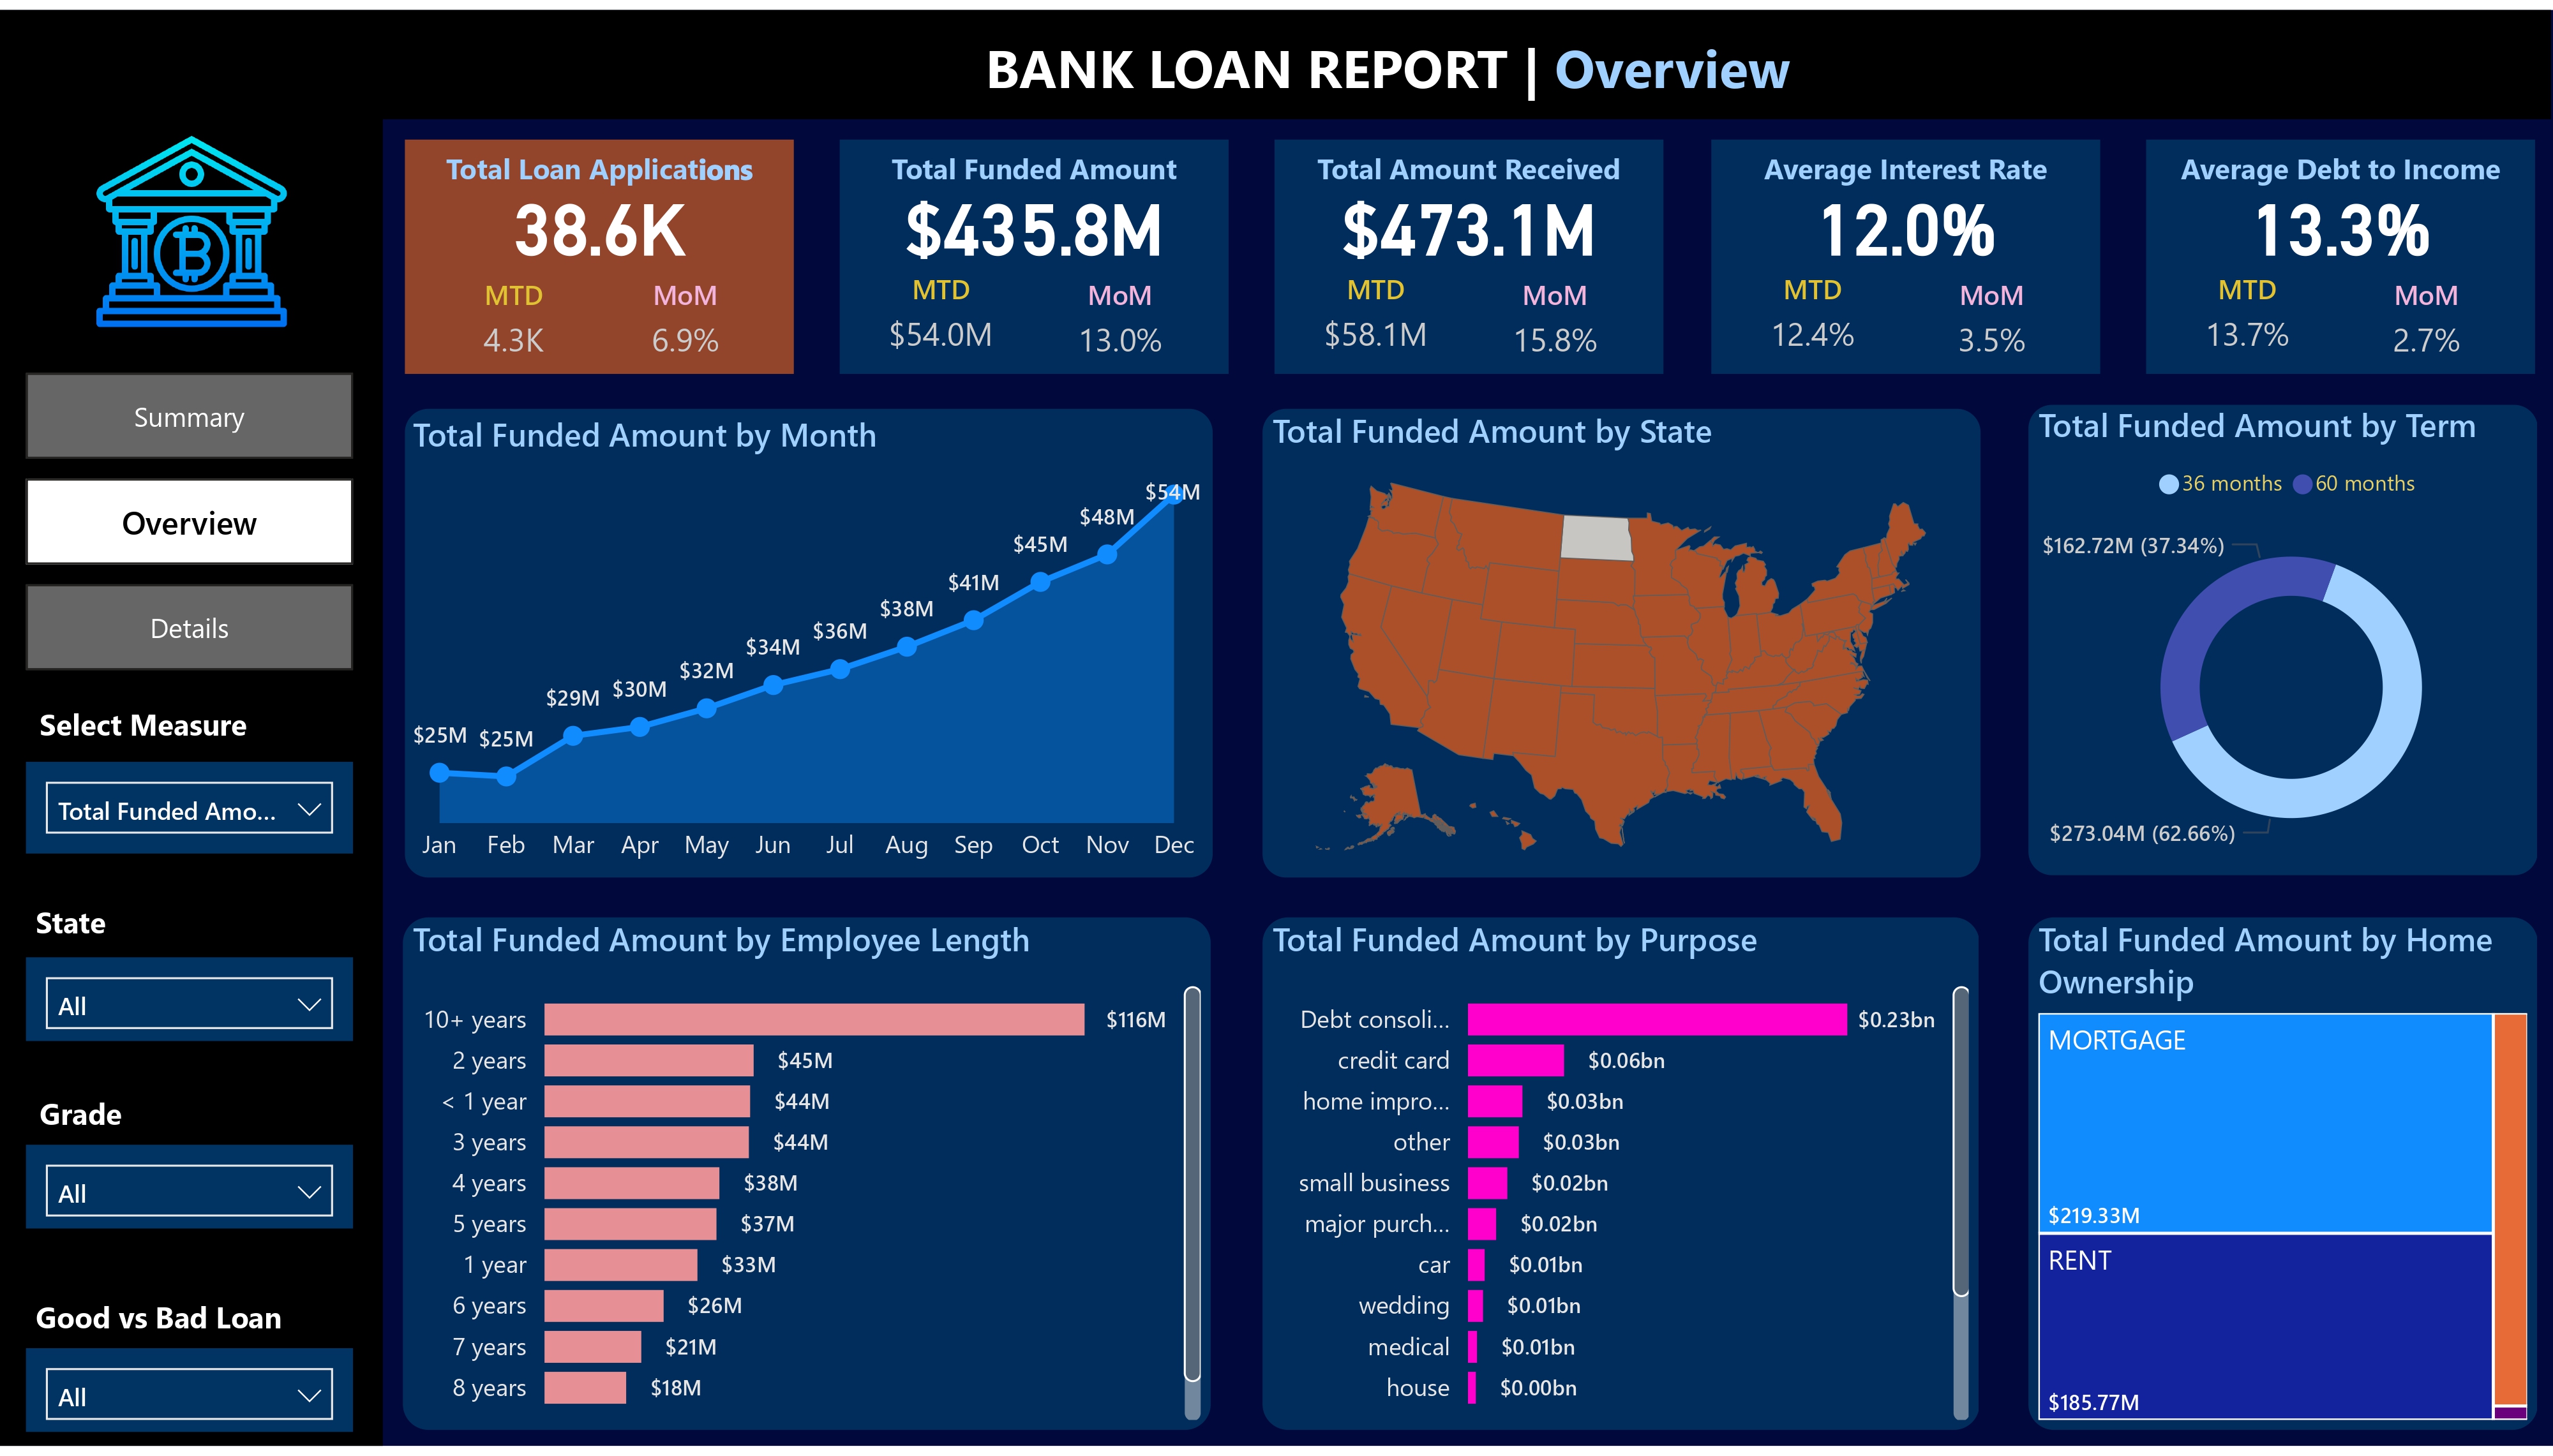 BANK LOAN REPORT | Overview
Total Loan Applications
38.6K
MTD MoM
4.3K 6.9%
Total Funded Amount
$435.8M
MTD MoM
$54.0M 13.0%
Total Amount Received
$473.1M
MTD MoM
$58.1M 15.8%
Average Interest Rate
12.0%
MTD MoM
12.4% 3.5%
Average Debt to Income
13.3%
MTD MoM
13.7% 2.7%
Summary
Overview
Details
Select Measure
Total Funded Amo...
State
All
Grade
All
Good vs Bad Loan
All
Total Funded Amount by Month
$25M $25M $29M $30M $32M $34M $36M $38M $41M $45M $48M $54M
Jan Feb Mar Apr May Jun Jul Aug Sep Oct Nov Dec
Total Funded Amount by State
Total Funded Amount by Term
36 months 60 months
$162.72M (37.34%)
$273.04M (62.66%)
Total Funded Amount by Employee Length
10+ years $116M
2 years $45M
< 1 year $44M
3 years $44M
4 years $38M
5 years $37M
1 year $33M
6 years $26M
7 years $21M
8 years $18M
Total Funded Amount by Purpose
Debt consoli... $0.23bn
credit card $0.06bn
home impro... $0.03bn
other $0.03bn
small business $0.02bn
major purch... $0.02bn
car $0.01bn
wedding $0.01bn
medical $0.01bn
house $0.00bn
Total Funded Amount by Home
Ownership
MORTGAGE
$219.33M
RENT
$185.77M